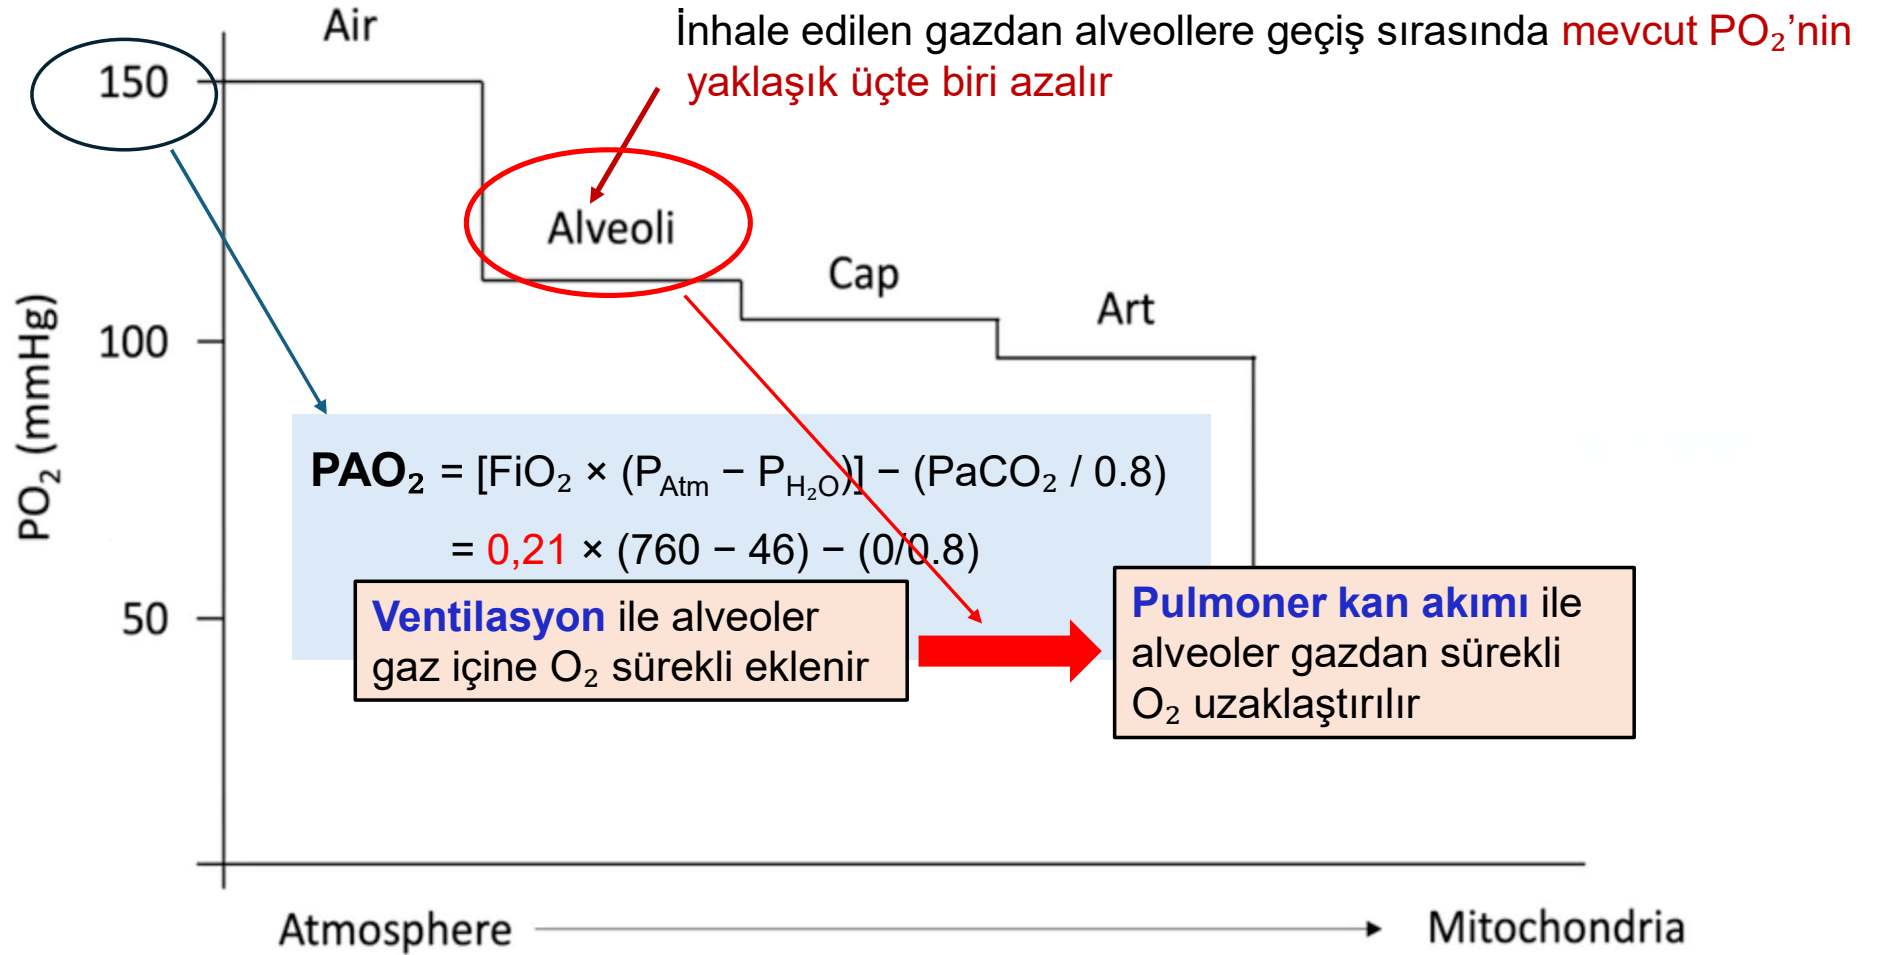 Air
İnhale edilen gazdan alveollere geçiş sırasında mevcut PO₂’nin
yaklaşık üçte biri azalır
150
Alveoli
Cap
Art
100
PO₂ (mmHg)
PAO₂ = [FiO₂ × (P_Atm − P_H₂O)] − (PaCO₂ / 0.8)
= 0,21 × (760 − 46) − (0/0.8)
50
Ventilasyon ile alveoler
gaz içine O₂ sürekli eklenir
Pulmoner kan akımı ile
alveoler gazdan sürekli
O₂ uzaklaştırılır
Atmosphere
Mitochondria